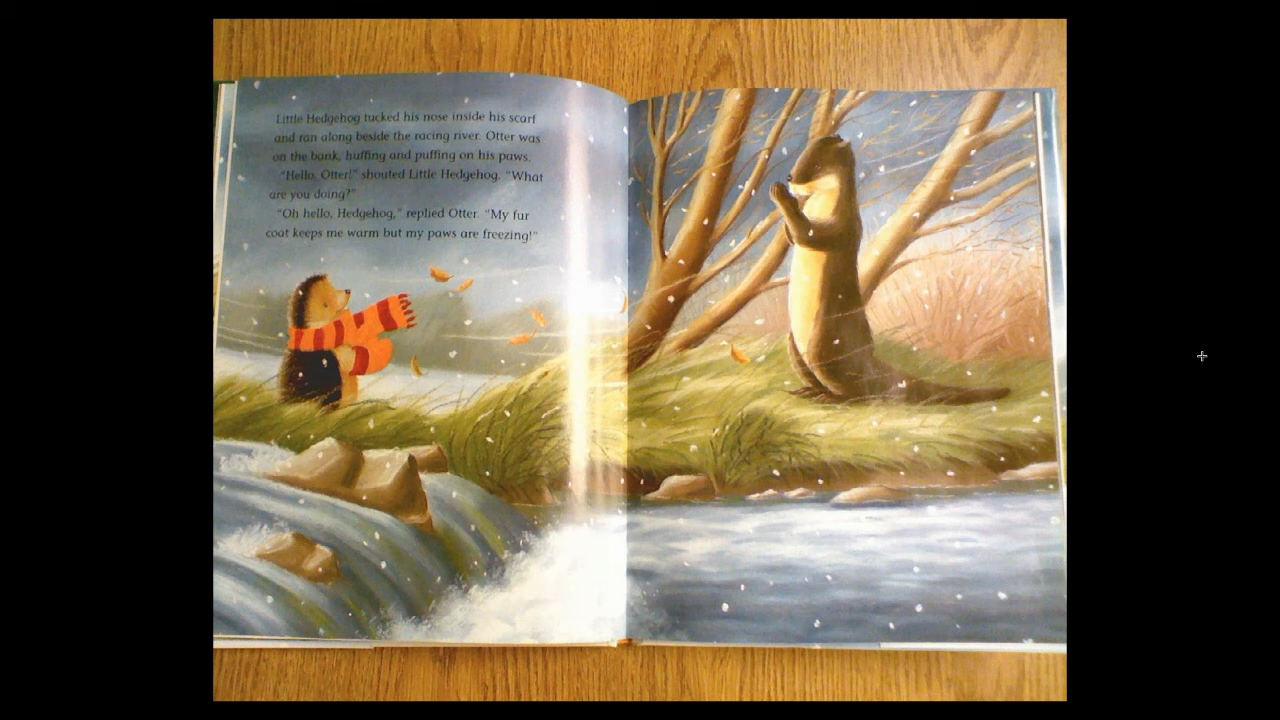 Little Hedgehog tucked his nose inside his scarf
and ran along beside the racing river. Otter was
on the bank, huffing and puffing on his paws.
"Hello, Otter!" shouted Little Hedgehog. "What
are you doing?"
"Oh hello, Hedgehog," replied Otter. "My fur
coat keeps me warm but my paws are freezing!"